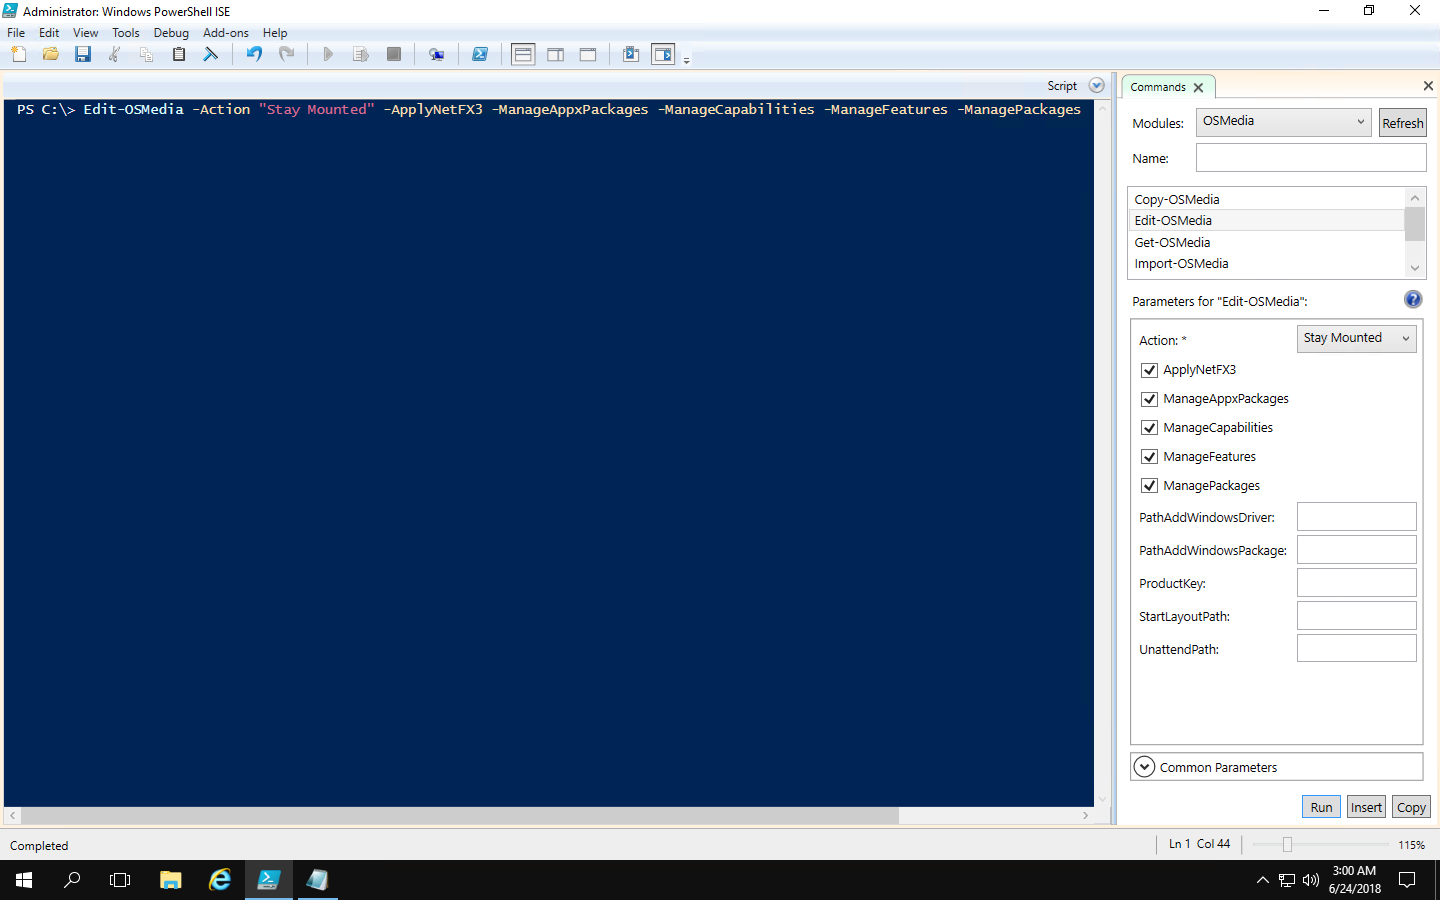 Administrator: Windows PowerShell ISE
File Edit View Tools Debug Add-ons Help
Script
PS C:\> Edit-OSMedia -Action "Stay Mounted" -ApplyNetFX3 -ManageAppxPackages -ManageCapabilities -ManageFeatures -ManagePackages
Commands
Modules: OSMedia Refresh
Name:
Copy-OSMedia
Edit-OSMedia
Get-OSMedia
Import-OSMedia
Parameters for "Edit-OSMedia":
Action: * Stay Mounted
ApplyNetFX3
ManageAppxPackages
ManageCapabilities
ManageFeatures
ManagePackages
PathAddWindowsDriver:
PathAddWindowsPackage:
ProductKey:
StartLayoutPath:
UnattendPath:
Common Parameters
Run Insert Copy
Completed
Ln 1 Col 44
115%
3:00 AM
6/24/2018